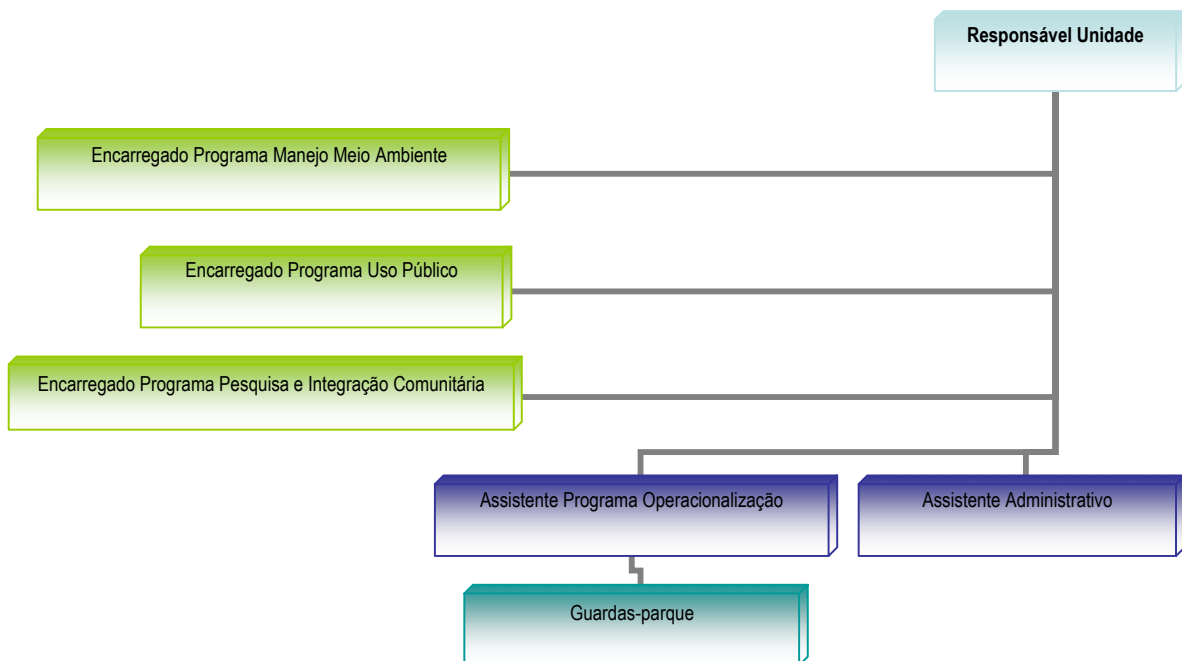 Responsável Unidade
Encarregado Programa Manejo Meio Ambiente
Encarregado Programa Uso Público
Encarregado Programa Pesquisa e Integração Comunitária
Assistente Programa Operacionalização
Assistente Administrativo
Guardas-parque